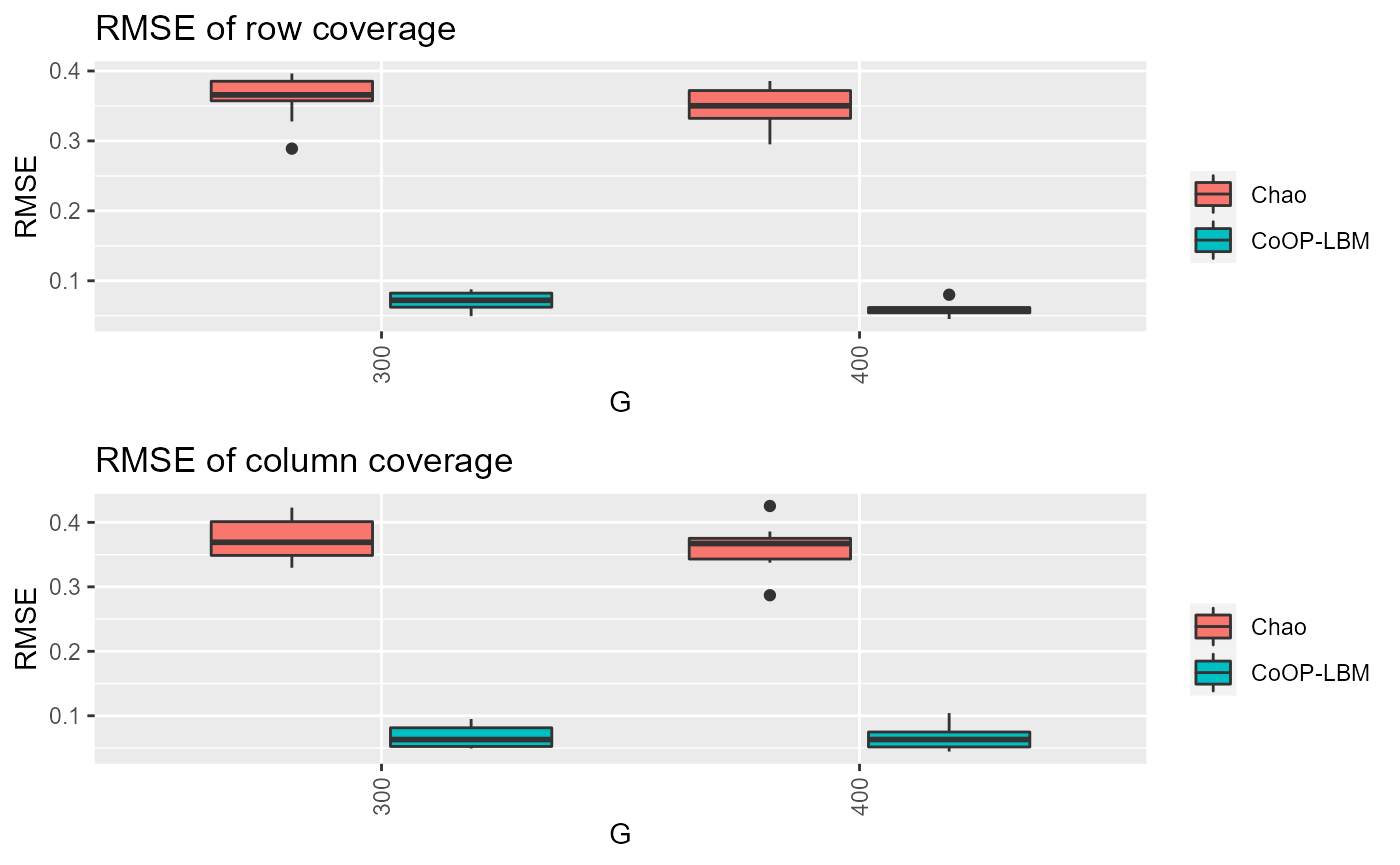 RMSE of row coverage
0.4
0.3
0.2
0.1
RMSE
300
400
G
Chao
CoOP-LBM
RMSE of column coverage
0.4
0.3
0.2
0.1
RMSE
300
400
G
Chao
CoOP-LBM